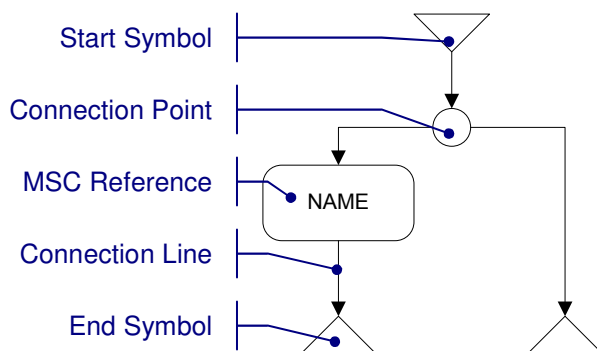 Start Symbol
Connection Point
MSC Reference
NAME
Connection Line
End Symbol